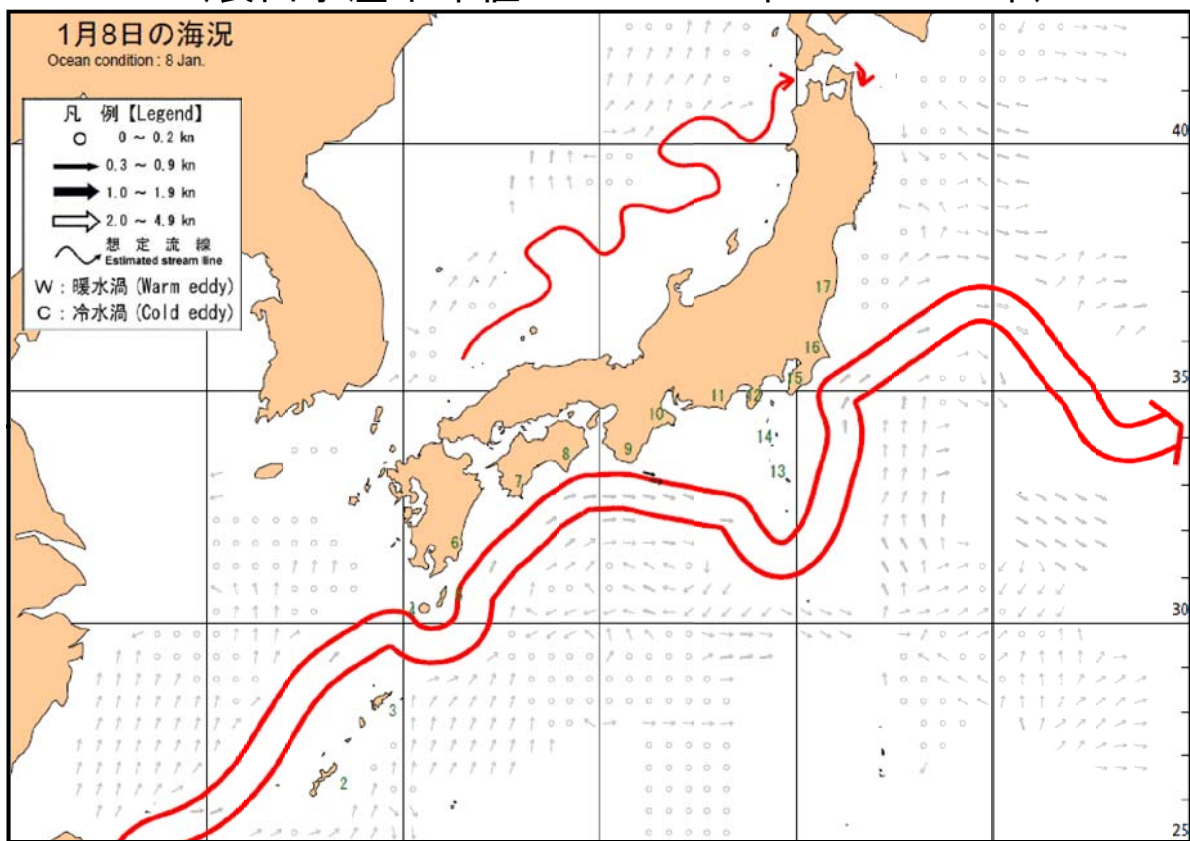 1月8日の海況
Ocean condition : 8 Jan.
凡 例【Legend】
0 ～ 0.2 kn
0.3 ～ 0.9 kn
1.0 ～ 1.9 kn
2.0 ～ 4.9 kn
想 定 流 線
Estimated stream line
W : 暖水渦 (Warm eddy)
C : 冷水渦 (Cold eddy)
40
17
16
35
15
12
11
10
14
9
8
13
7
6
30
3
2
25